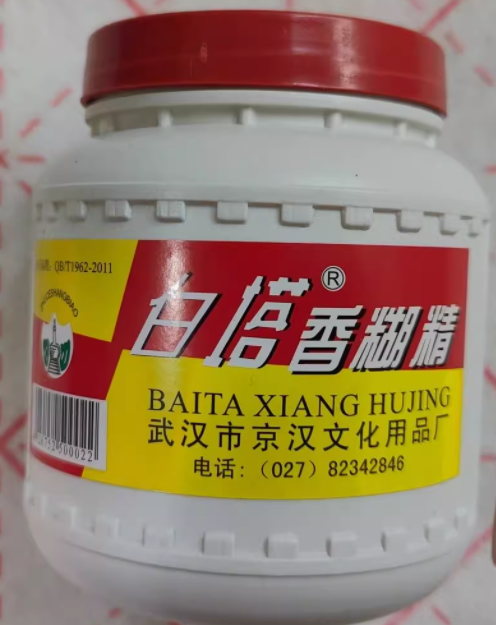 QB/T1962-2011
白塔®香糊精
BAITA XIANG HUJING
武汉市京汉文化用品厂
电话:（027）82342846